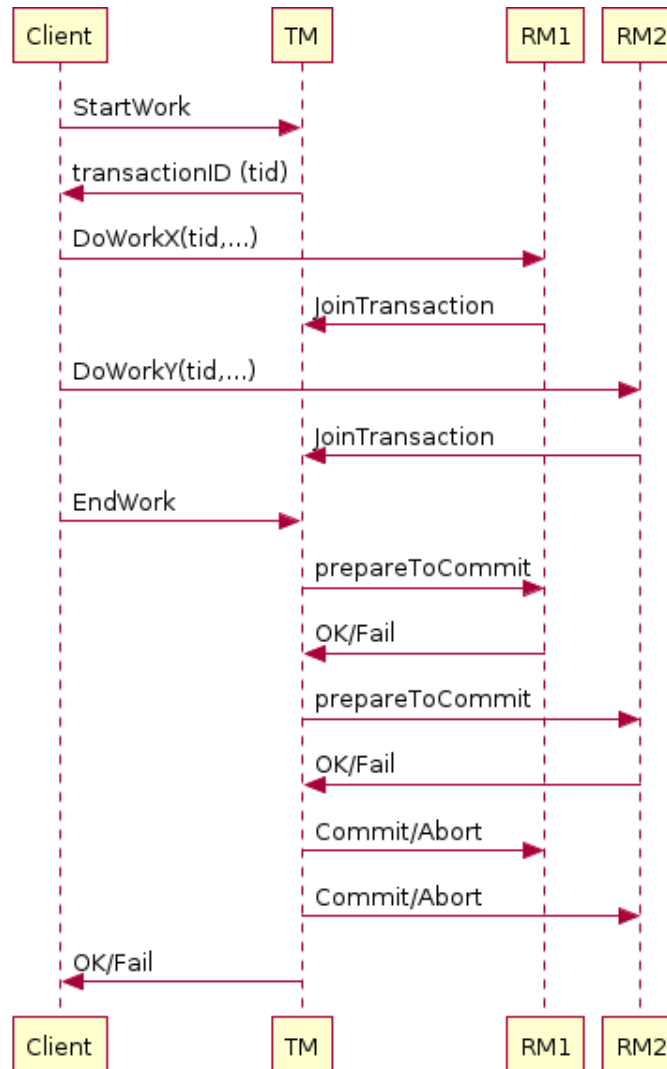 Client TM RM1 RM2
StartWork
transactionID (tid)
DoWorkX(tid,...)
JoinTransaction
DoWorkY(tid,...)
JoinTransaction
EndWork
prepareToCommit
OK/Fail
prepareToCommit
OK/Fail
Commit/Abort
Commit/Abort
OK/Fail
Client TM RM1 RM2